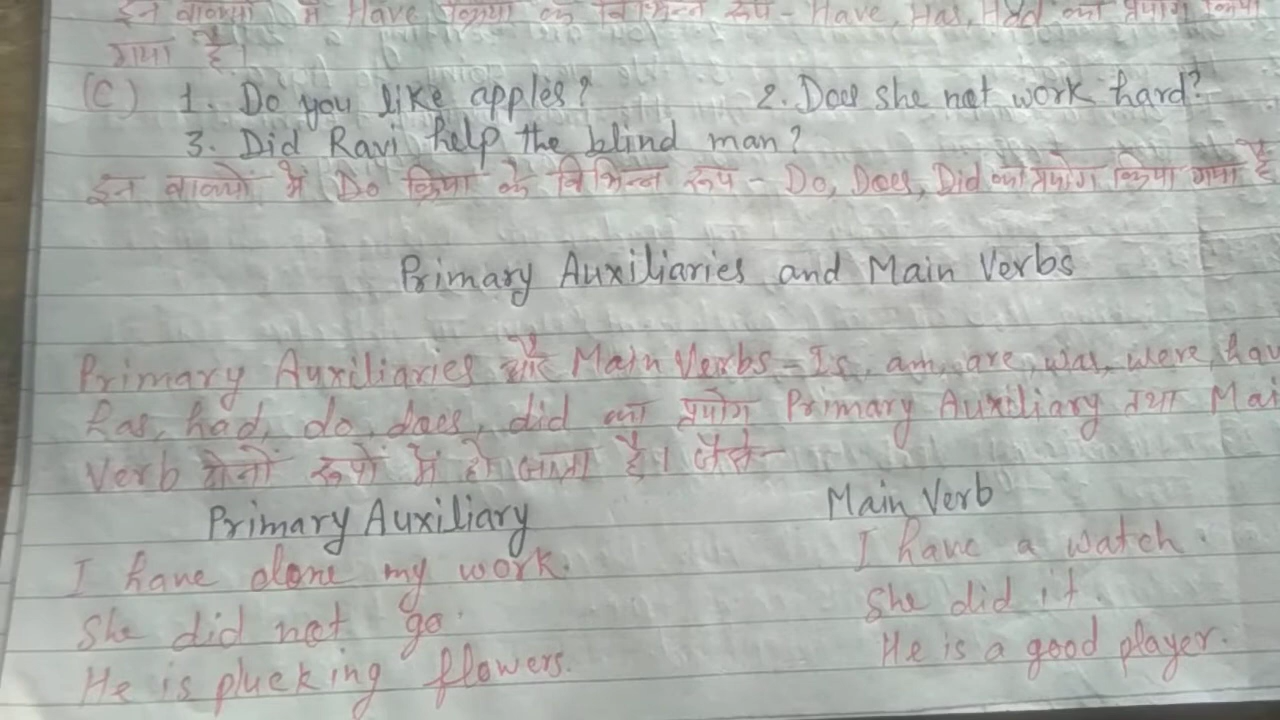 इन वाक्यों में Have क्रिया के विभिन्न रूप - Have, Has, Had का प्रयोग किया
गया है।
(C) 1. Do you like apples? 2. Does she not work hard?
3. Did Ravi help the blind man?
इन वाक्यों में Do क्रिया के विभिन्न रूप - Do, Does, Did का प्रयोग किया गया है
Primary Auxiliaries and Main Verbs
Primary Auxiliaries और Main Verbs - Is, am, are, was, were, hav
has, had, do, does, did का प्रयोग Primary Auxiliary तथा Mai
Verb दोनों रूपों में हो जाता है। जैसे-
Primary Auxiliary Main Verb
I have done my work. I have a watch.
She did not go. She did it.
He is plucking flowers. He is a good player.